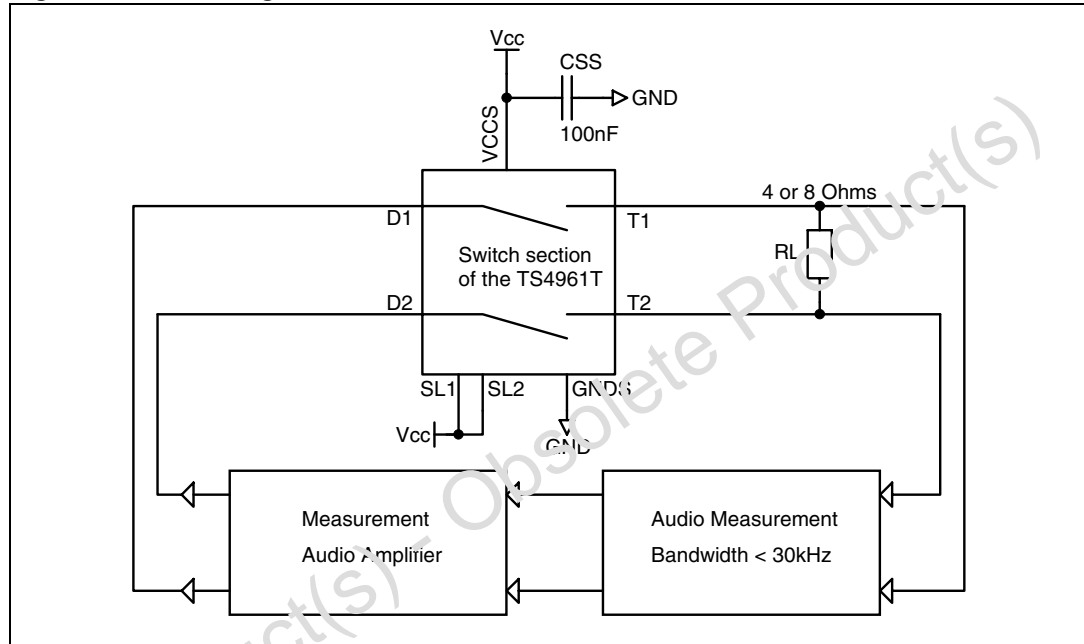 Vcc
CSS
GND
100nF
VCCS
4 or 8 Ohms
D1
T1
Switch section
of the TS4961T
RL
D2
T2
SL1
SL2
GNDS
Vcc
GND
Measurement
Audio Amplifier
Audio Measurement
Bandwidth < 30kHz
uct(s) - Obsolete Product(s)